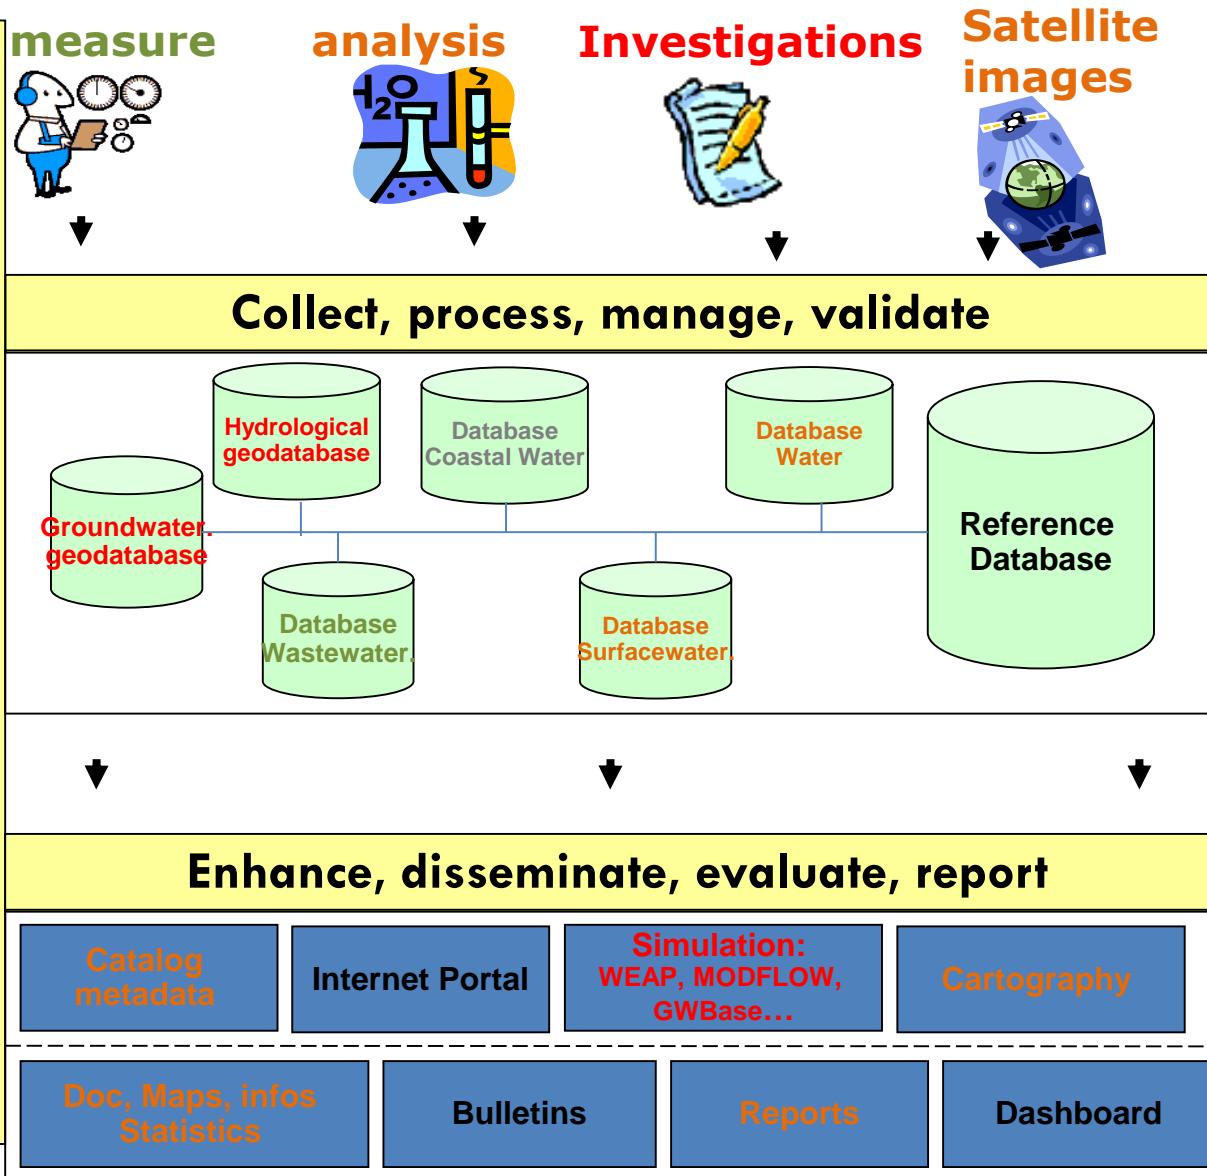 measure
analysis
Investigations
Satellite
images
H2O
Collect, process, manage, validate
Hydrological
geodatabase
Database
Coastal Water
Database
Water
Groundwater.
geodatabase
Reference
Database
Database
Wastewater.
Database
Surfacewater.
Enhance, disseminate, evaluate, report
Catalog
metadata
Internet Portal
Simulation:
WEAP, MODFLOW,
GWBase...
Cartography
Doc, Maps, infos
Statistics
Bulletins
Reports
Dashboard